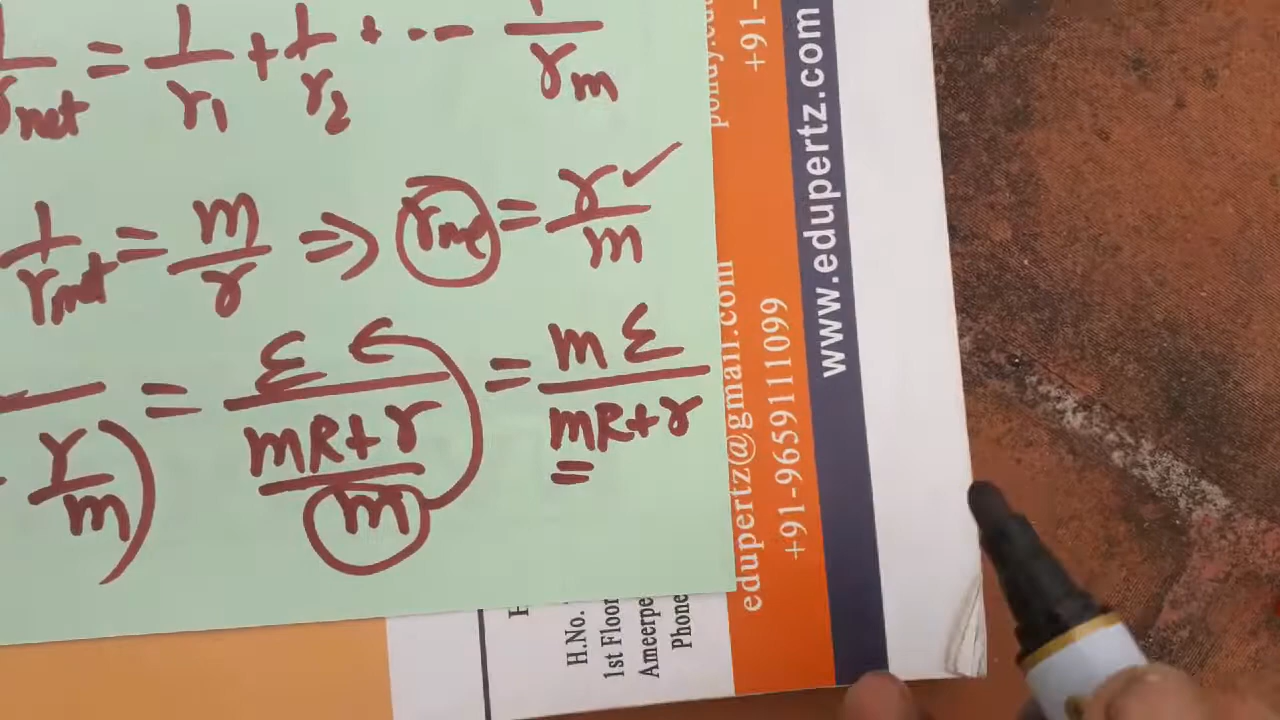 1/r_net = 1/r1 + 1/r2 + ... 1/r_m
1/r_net = m/r ⇒ r_net = r/m ✓
r/m) = ε/((mR+r)/m) = mε/(mR+r)
www.edupertz.com
+91-
edupertz@gmail.com
+91-9659111099
H.No.
1st Floor
Ameerpe
Phone